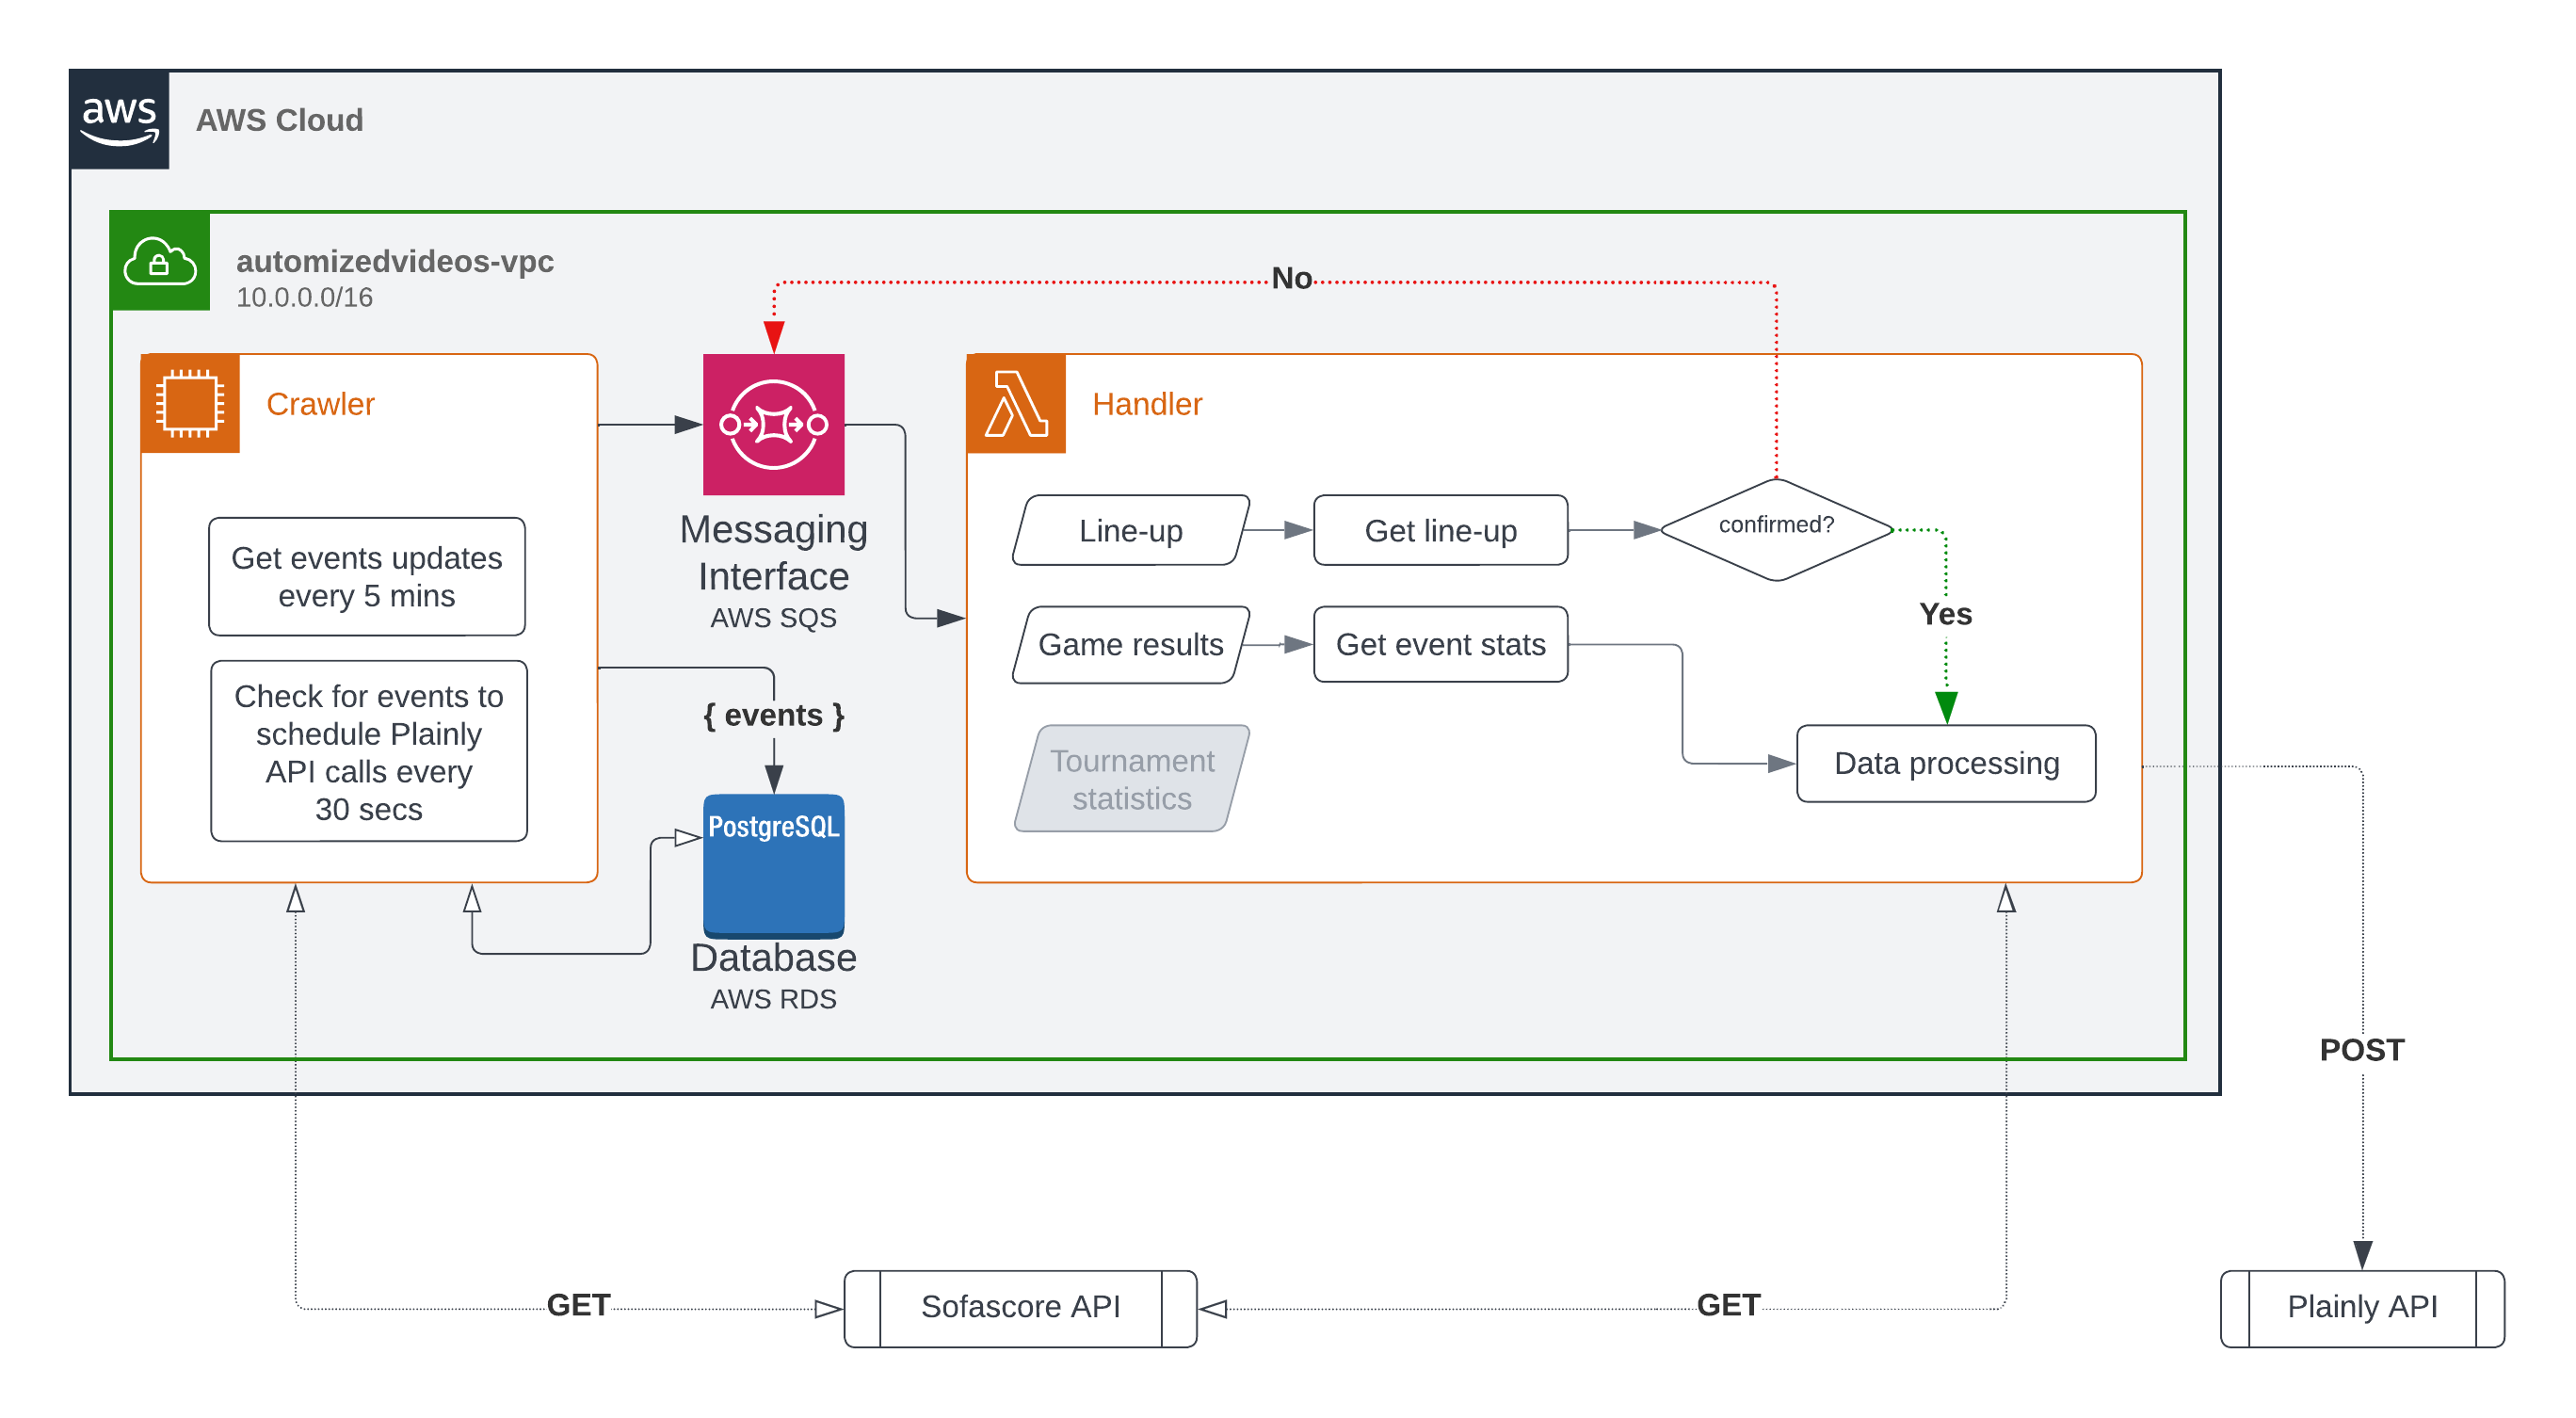 aws
AWS Cloud
automizedvideos-vpc
10.0.0.0/16
No
Crawler
Get events updates
every 5 mins
Check for events to
schedule Plainly
API calls every
30 secs
Messaging
Interface
AWS SQS
{ events }
PostgreSQL
Database
AWS RDS
Handler
Line-up
Get line-up
confirmed?
Yes
Game results
Get event stats
Tournament
statistics
Data processing
POST
GET
Sofascore API
GET
Plainly API